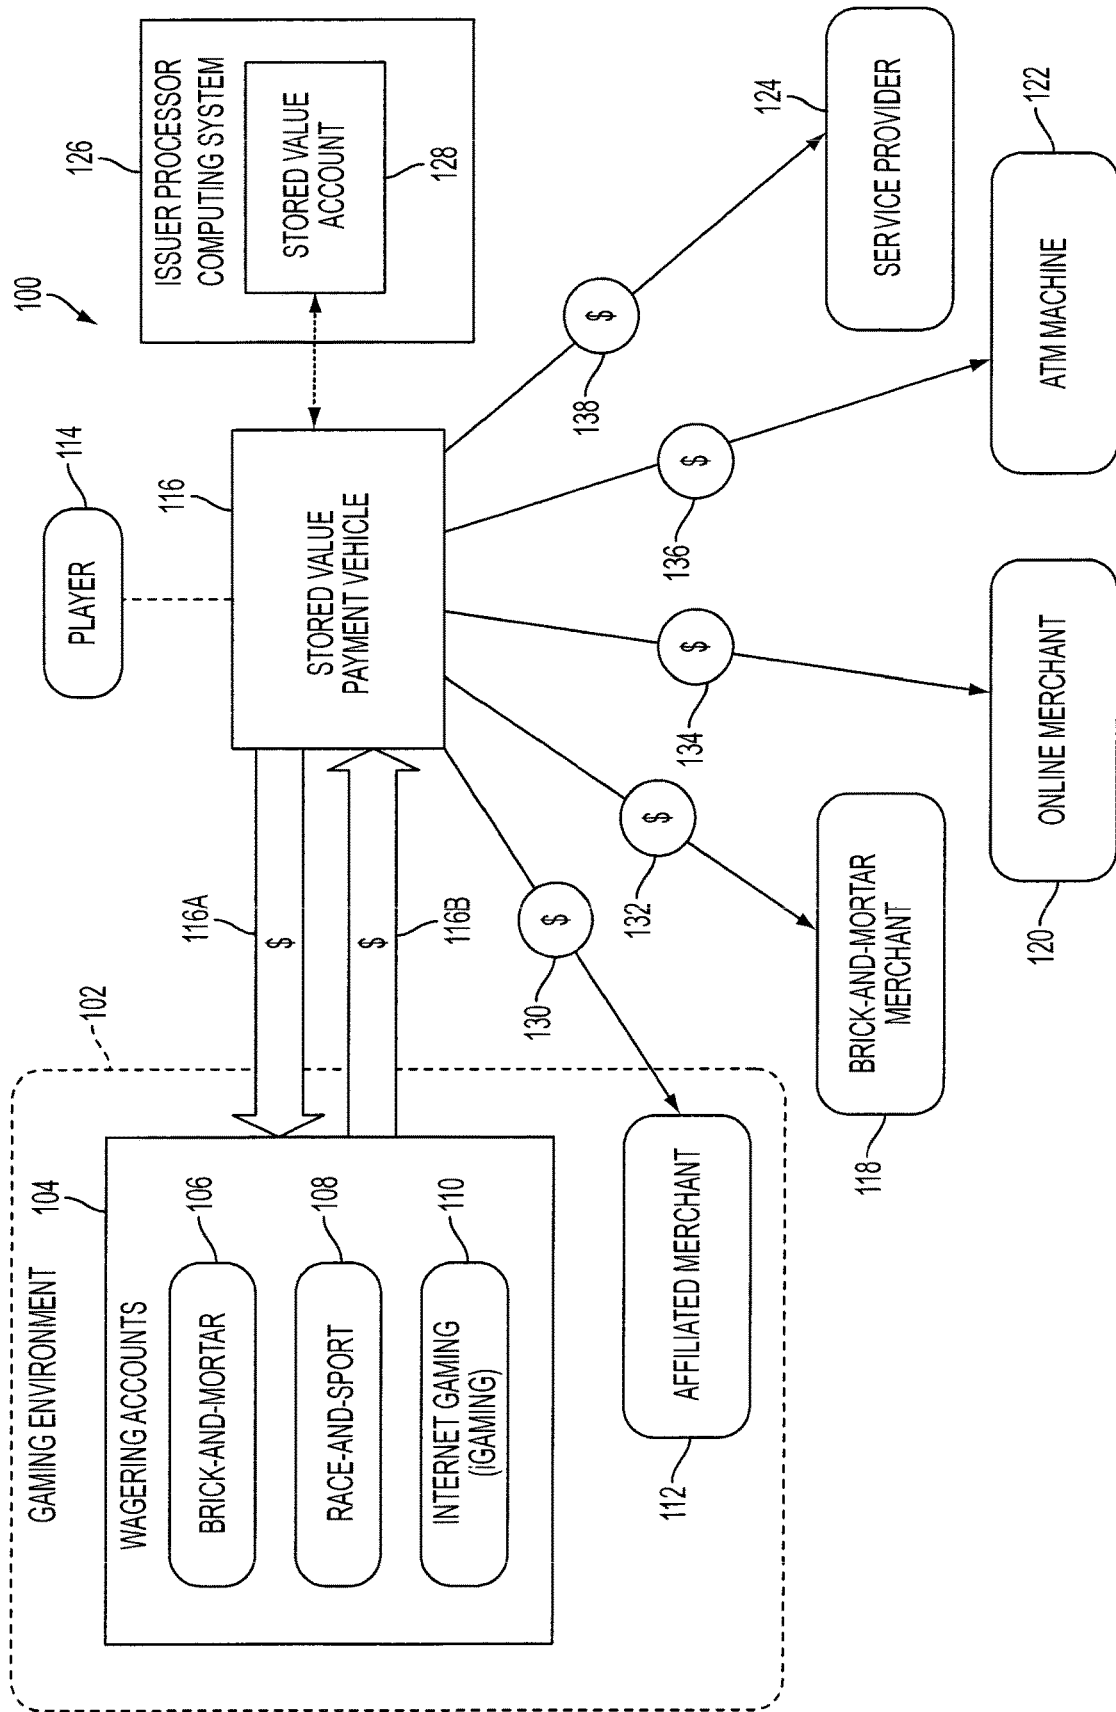 100
GAMING ENVIRONMENT
102
104
WAGERING ACCOUNTS
BRICK-AND-MORTAR
106
RACE-AND-SPORT
108
INTERNET GAMING
(iGAMING)
110
AFFILIATED MERCHANT
112
116A
$
$
116B
PLAYER
114
116
STORED VALUE
PAYMENT VEHICLE
126
ISSUER PROCESSOR
COMPUTING SYSTEM
STORED VALUE
ACCOUNT
128
$
130
$
132
$
134
$
136
$
138
BRICK-AND-MORTAR
MERCHANT
118
ONLINE MERCHANT
120
ATM MACHINE
122
SERVICE PROVIDER
124